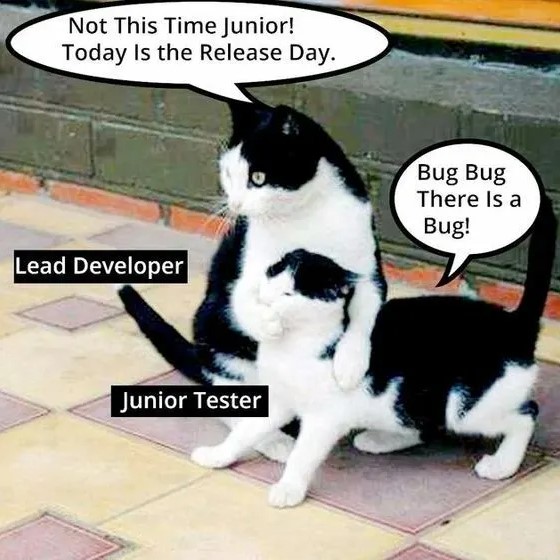 Not This Time Junior!
Today Is the Release Day.
Bug Bug
There Is a
Bug!
Lead Developer
Junior Tester